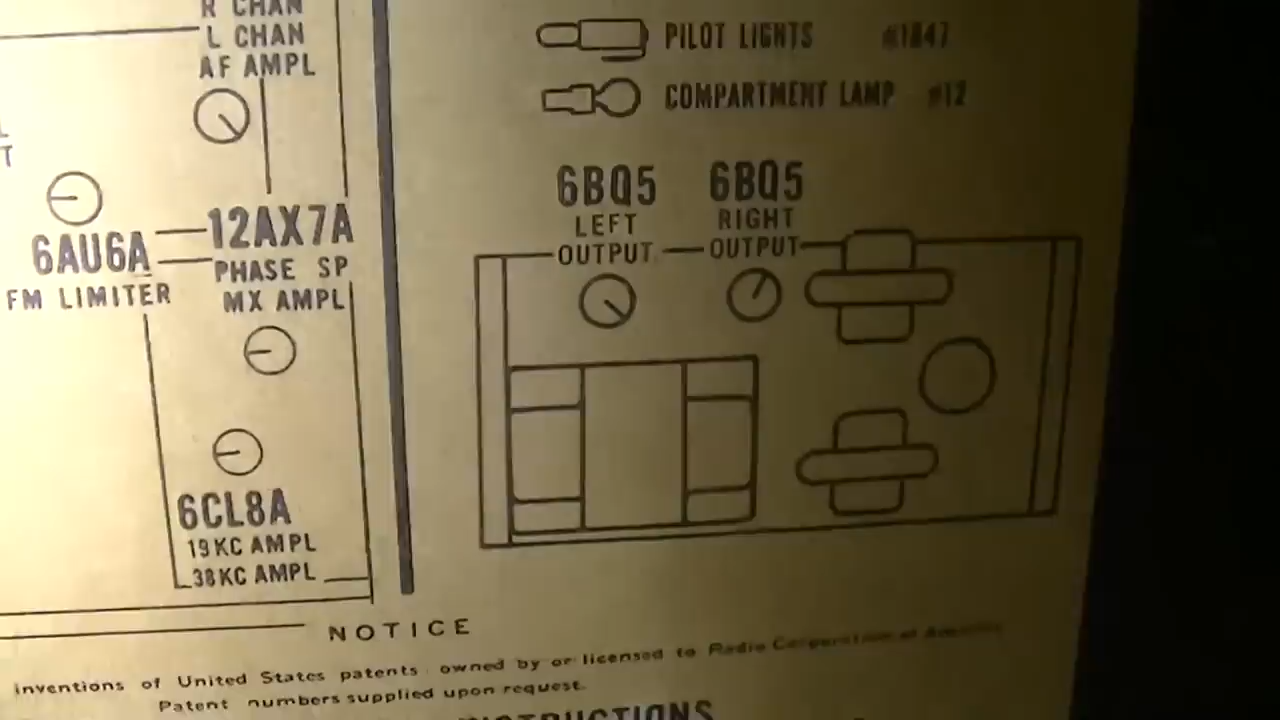 R CHAN
L CHAN
AF AMPL
6AU6A
FM LIMITER
12AX7A
PHASE SP
MX AMPL
6CL8A
19KC AMPL
38KC AMPL
PILOT LIGHTS #1847
COMPARTMENT LAMP #12
6BQ5
LEFT
OUTPUT
6BQ5
RIGHT
OUTPUT
NOTICE
inventions of United States patents owned by or licensed to Radio Corporation of America
Patent numbers supplied upon request.